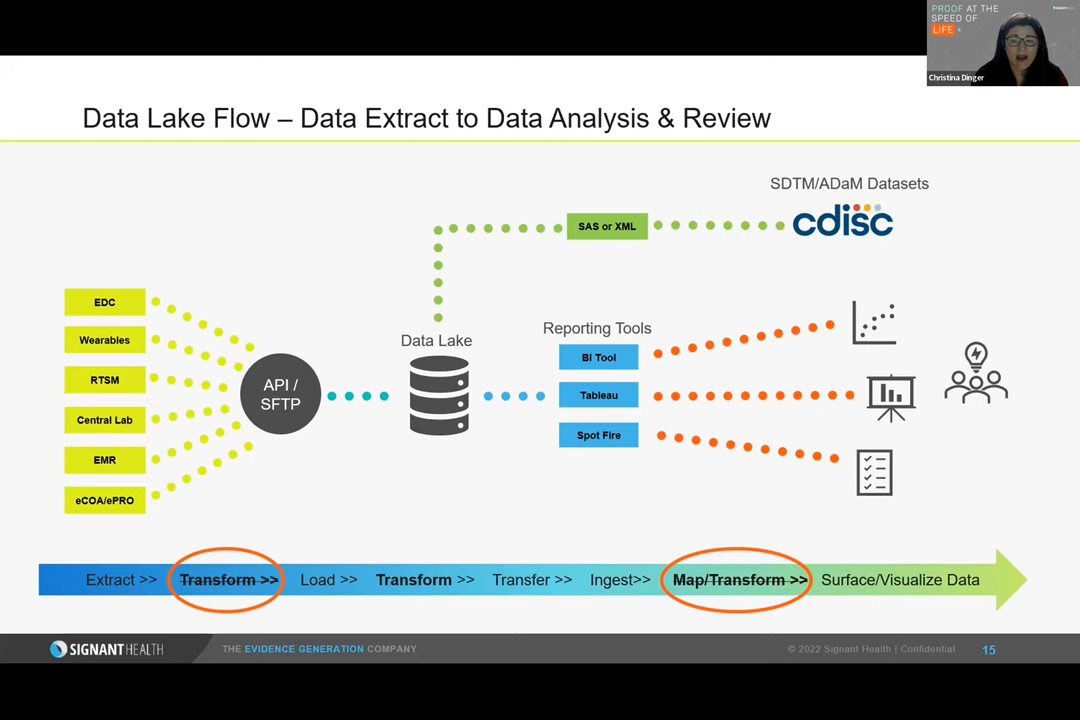 PROOF AT THE
SPEED OF
LIFE
Christina Dinger
Data Lake Flow – Data Extract to Data Analysis & Review
SDTM/ADaM Datasets
cdisc
SAS or XML
EDC
Wearables
RTSM
Central Lab
EMR
eCOA/ePRO
API /
SFTP
Data Lake
Reporting Tools
BI Tool
Tableau
Spot Fire
Extract >> Transform >> Load >> Transform >> Transfer >> Ingest>> Map/Transform >> Surface/Visualize Data
SIGNANT HEALTH
THE EVIDENCE GENERATION COMPANY
© 2022 Signant Health | Confidential
15